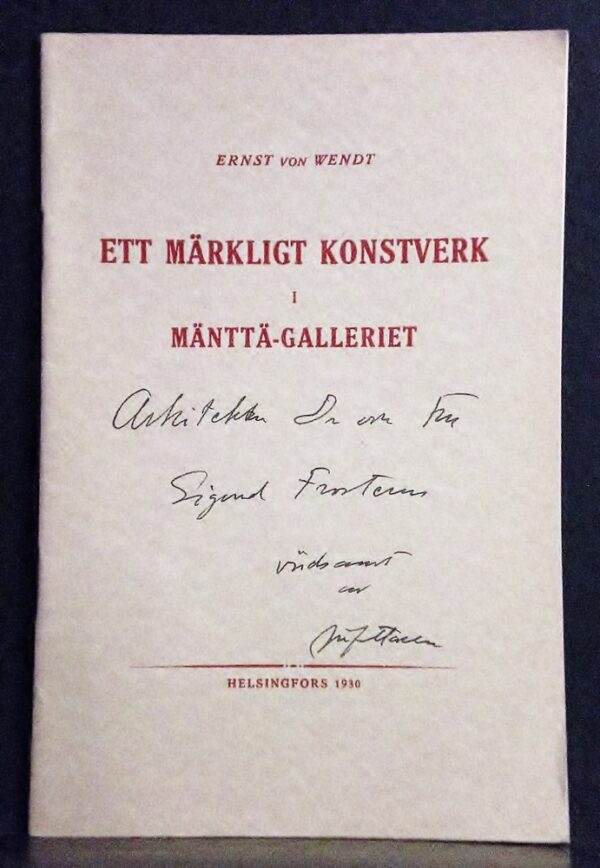 ERNST VON WENDT
ETT MÄRKLIGT KONSTVERK
I
MÄNTTÄ-GALLERIET
Arkitekten Dr och Fru
Sigurd Frosterus
vördsamt
av
HELSINGFORS 1930